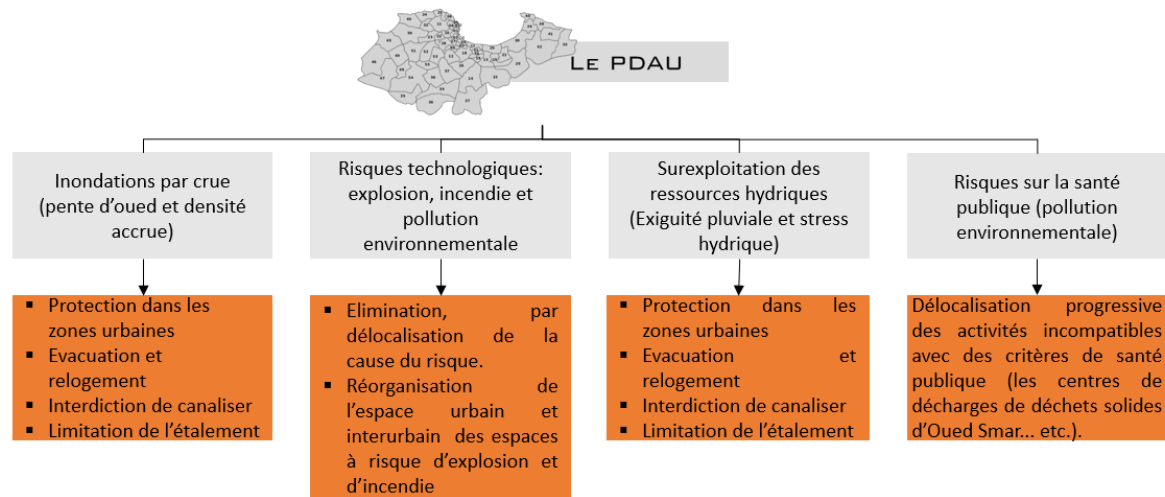 LE PDAU
Inondations par crue
(pente d’oued et densité
accrue)
Risques technologiques:
explosion, incendie et
pollution
environnementale
Surexploitation des
ressources hydriques
(Exiguité pluviale et stress
hydrique)
Risques sur la santé
publique (pollution
environnementale)
▪ Protection dans les
zones urbaines
▪ Evacuation et
relogement
▪ Interdiction de canaliser
▪ Limitation de l’étalement
▪ Elimination, par
délocalisation de la
cause du risque.
▪ Réorganisation de
l’espace urbain et
interurbain des espaces
à risque d’explosion et
d’incendie
▪ Protection dans les
zones urbaines
▪ Evacuation et
relogement
▪ Interdiction de canaliser
▪ Limitation de l’étalement
Délocalisation progressive
des activités incompatibles
avec des critères de santé
publique (les centres de
décharges de déchets solides
d’Oued Smar... etc.).